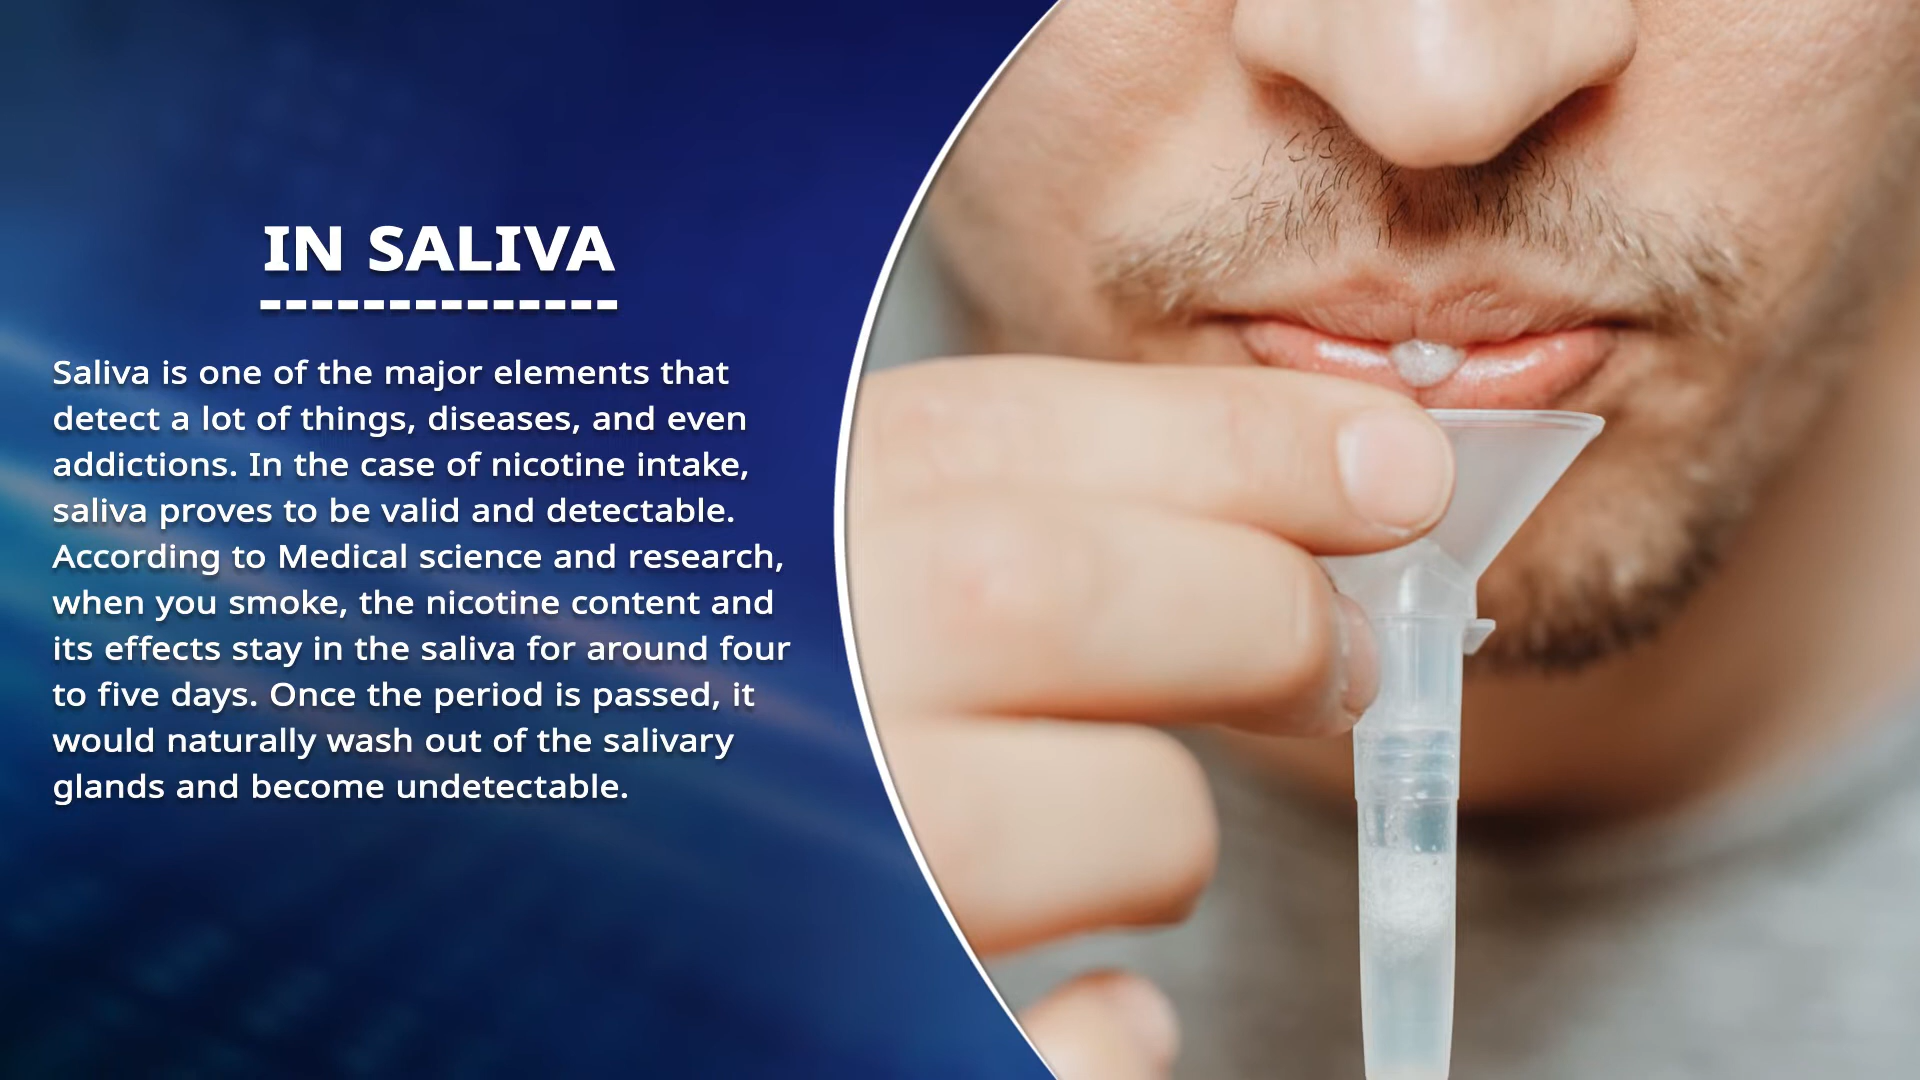 IN SALIVA
--------------
Saliva is one of the major elements that
detect a lot of things, diseases, and even
addictions. In the case of nicotine intake,
saliva proves to be valid and detectable.
According to Medical science and research,
when you smoke, the nicotine content and
its effects stay in the saliva for around four
to five days. Once the period is passed, it
would naturally wash out of the salivary
glands and become undetectable.